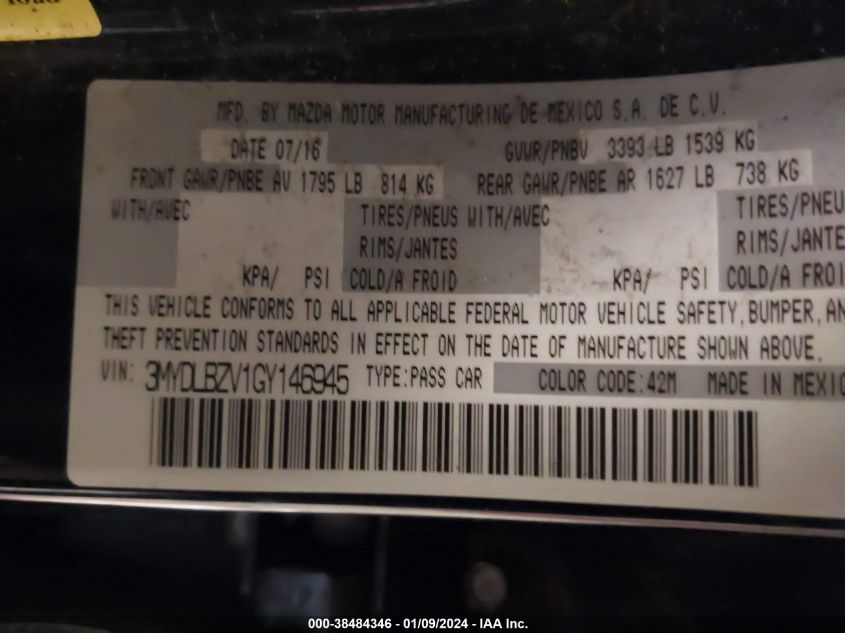 MFD. BY MAZDA MOTOR MANUFACTURING DE MEXICO S.A. DE C.V.
DATE 07/16 GVWR/PNBV 3393 LB 1539 KG
FRONT GAWR/PNBE AV 1795 LB 814 KG REAR GAWR/PNBE AR 1627 LB 738 KG
WITH/AVEC TIRES/PNEUS WITH/AVEC TIRES/PNEU
RIMS/JANTES RIMS/JANTE
KPA/ PSI COLD/A FROID KPA/ PSI COLD/A FROI
THIS VEHICLE CONFORMS TO ALL APPLICABLE FEDERAL MOTOR VEHICLE SAFETY, BUMPER, AN
THEFT PREVENTION STANDARDS IN EFFECT ON THE DATE OF MANUFACTURE SHOWN ABOVE.
VIN: 3MYDLBZV1GY146945 TYPE:PASS CAR COLOR CODE:42M MADE IN MEXIC
000-38484346 - 01/09/2024 - IAA Inc.